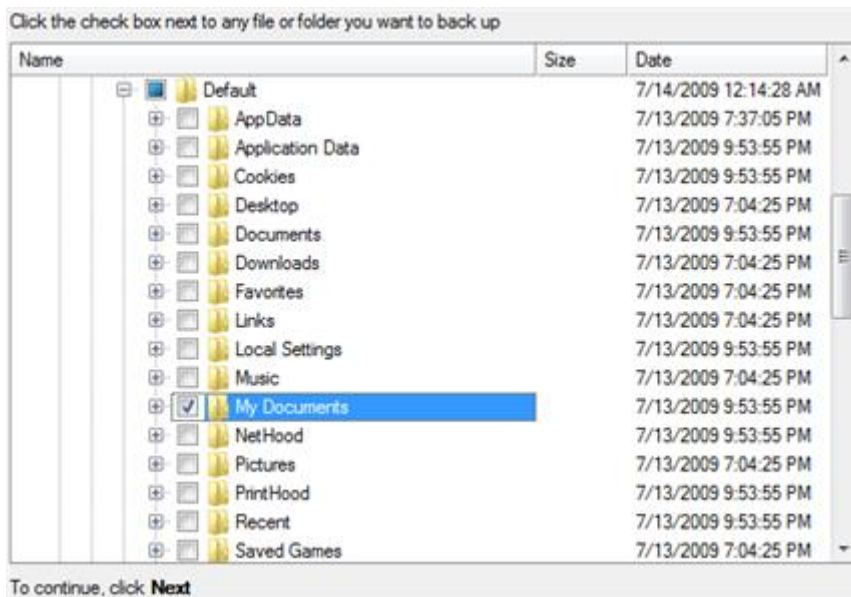 Click the check box next to any file or folder you want to back up
Name Size Date
Default 7/14/2009 12:14:28 AM
AppData 7/13/2009 7:37:05 PM
Application Data 7/13/2009 9:53:55 PM
Cookies 7/13/2009 9:53:55 PM
Desktop 7/13/2009 7:04:25 PM
Documents 7/13/2009 9:53:55 PM
Downloads 7/13/2009 7:04:25 PM
Favorites 7/13/2009 7:04:25 PM
Links 7/13/2009 7:04:25 PM
Local Settings 7/13/2009 9:53:55 PM
Music 7/13/2009 7:04:25 PM
My Documents 7/13/2009 9:53:55 PM
NetHood 7/13/2009 9:53:55 PM
Pictures 7/13/2009 7:04:25 PM
PrintHood 7/13/2009 9:53:55 PM
Recent 7/13/2009 9:53:55 PM
Saved Games 7/13/2009 7:04:25 PM
To continue, click Next